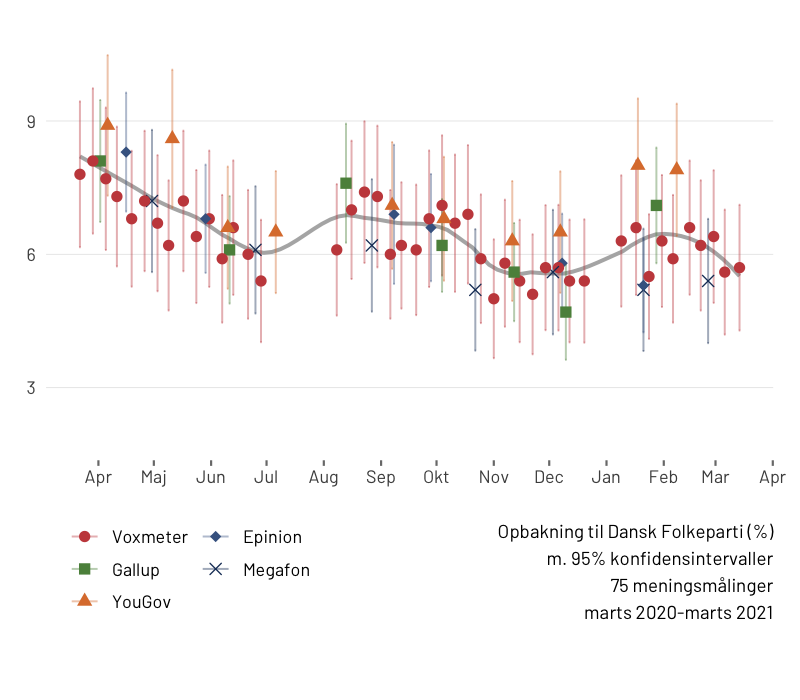 9
6
3
Apr Maj Jun Jul Aug Sep Okt Nov Dec Jan Feb Mar Apr
Voxmeter Epinion
Gallup Megafon
YouGov
Opbakning til Dansk Folkeparti (%)
m. 95% konfidensintervaller
75 meningsmålinger
marts 2020-marts 2021